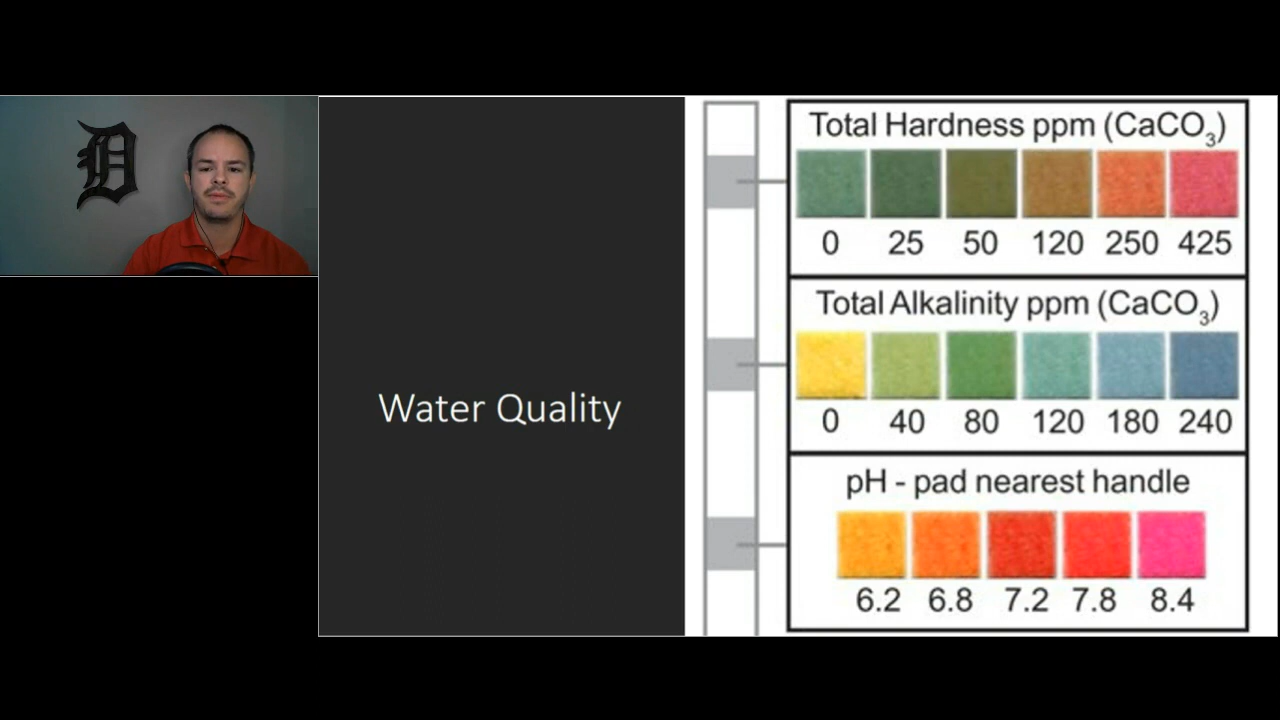 D
Water Quality
Total Hardness ppm (CaCO₃)
0 25 50 120 250 425
Total Alkalinity ppm (CaCO₃)
0 40 80 120 180 240
pH - pad nearest handle
6.2 6.8 7.2 7.8 8.4